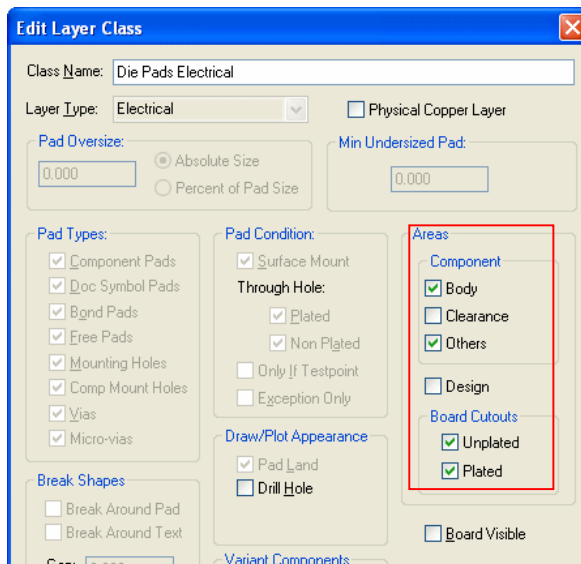 Edit Layer Class
Class Name: Die Pads Electrical
Layer Type: Electrical
Physical Copper Layer
Pad Oversize:
0.000
Absolute Size
Percent of Pad Size
Min Undersized Pad:
0.000
Pad Types:
Component Pads
Doc Symbol Pads
Bond Pads
Free Pads
Mounting Holes
Comp Mount Holes
Vias
Micro-vias
Pad Condition:
Surface Mount
Through Hole:
Plated
Non Plated
Only If Testpoint
Exception Only
Areas
Component
Body
Clearance
Others
Design
Board Cutouts
Unplated
Plated
Draw/Plot Appearance
Pad Land
Drill Hole
Break Shapes
Break Around Pad
Break Around Text
Board Visible
Variant Components